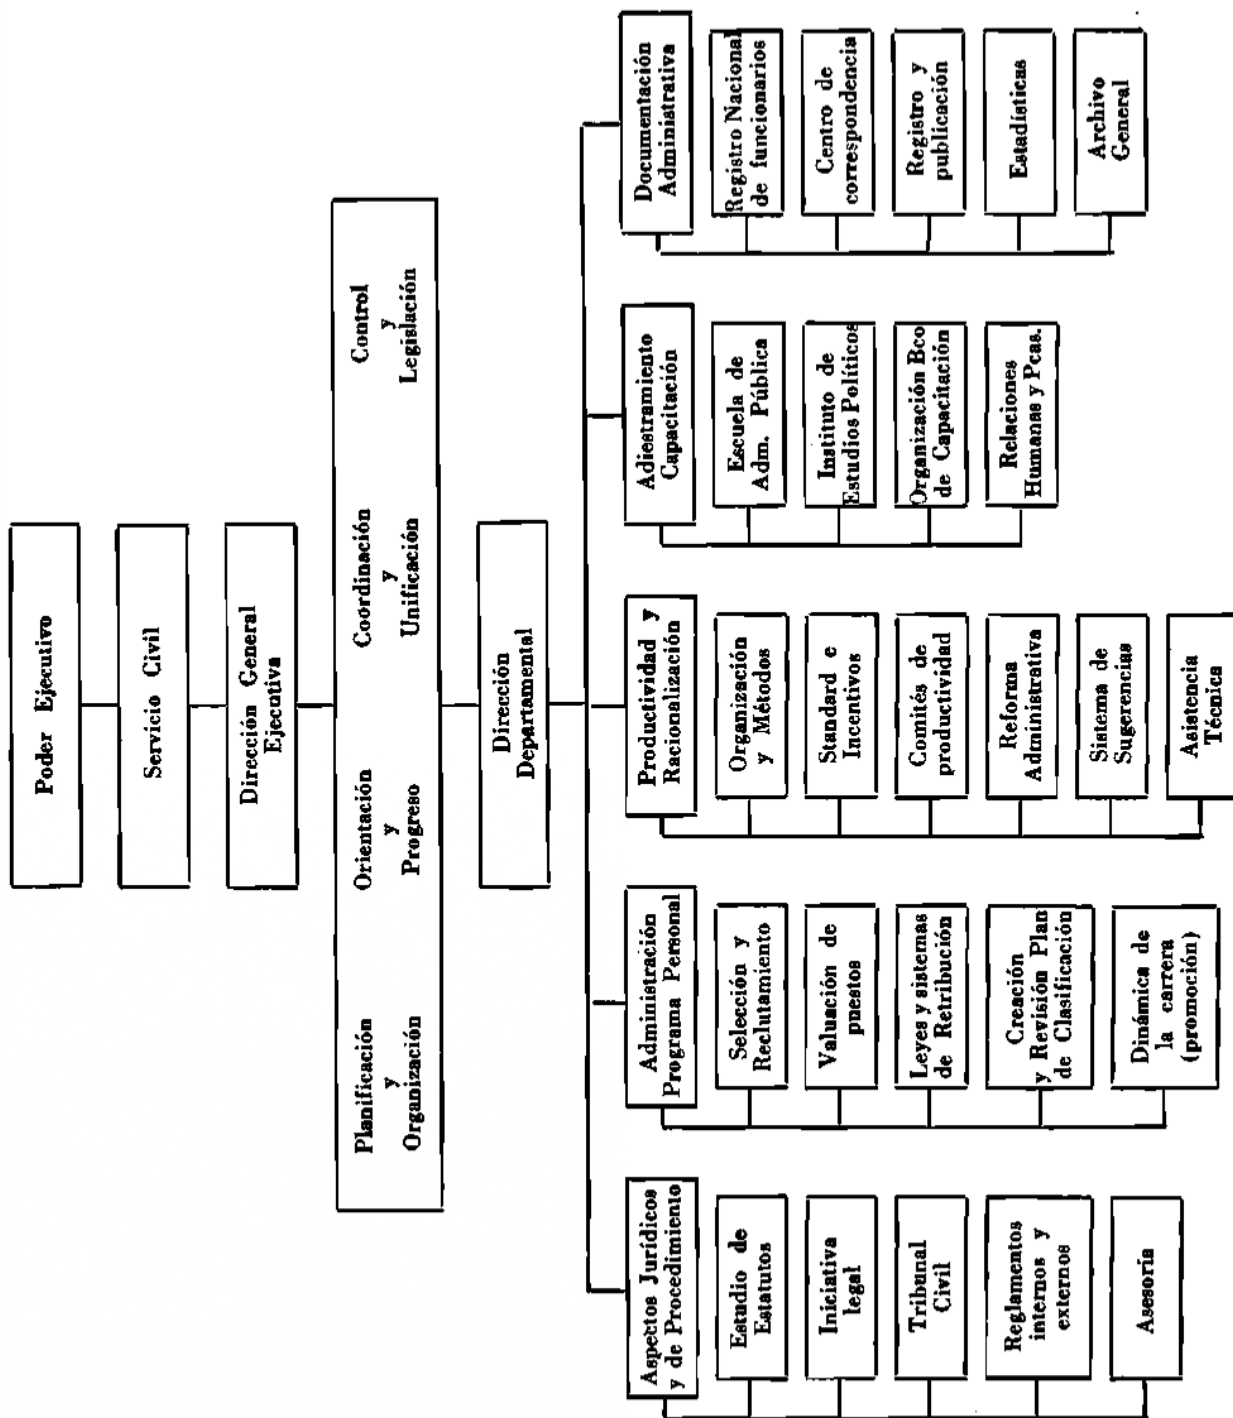 Poder Ejecutivo
Servicio Civil
Dirección General
Ejecutiva
Planificación
y
Organización
Orientación
y
Progreso
Coordinación
y
Unificación
Control
y
Legislación
Dirección
Departamental
Aspectos Jurídicos
y de Procedimiento
Estudio de
Estatutos
Iniciativa
legal
Tribunal
Civil
Reglamentos
internos y
externos
Asesoría
Administración
Programa Personal
Selección y
Reclutamiento
Valuación de
puestos
Leyes y sistemas
de Retribución
Creación
y Revisión Plan
de Clasificación
Dinámica de
la carrera
(promoción)
Productividad y
Racionalización
Organización
y Métodos
Standard e
Incentivos
Comités de
productividad
Reforma
Administrativa
Sistema de
Sugerencias
Asistencia
Técnica
Adiestramiento
Capacitación
Escuela de
Adm. Pública
Instituto de
Estudios Políticos
Organización Bco
de Capacitación
Relaciones
Humanas y Pcas.
Documentación
Administrativa
Registro Nacional
de funcionarios
Centro de
correspondencia
Registro y
publicación
Estadísticas
Archivo
General